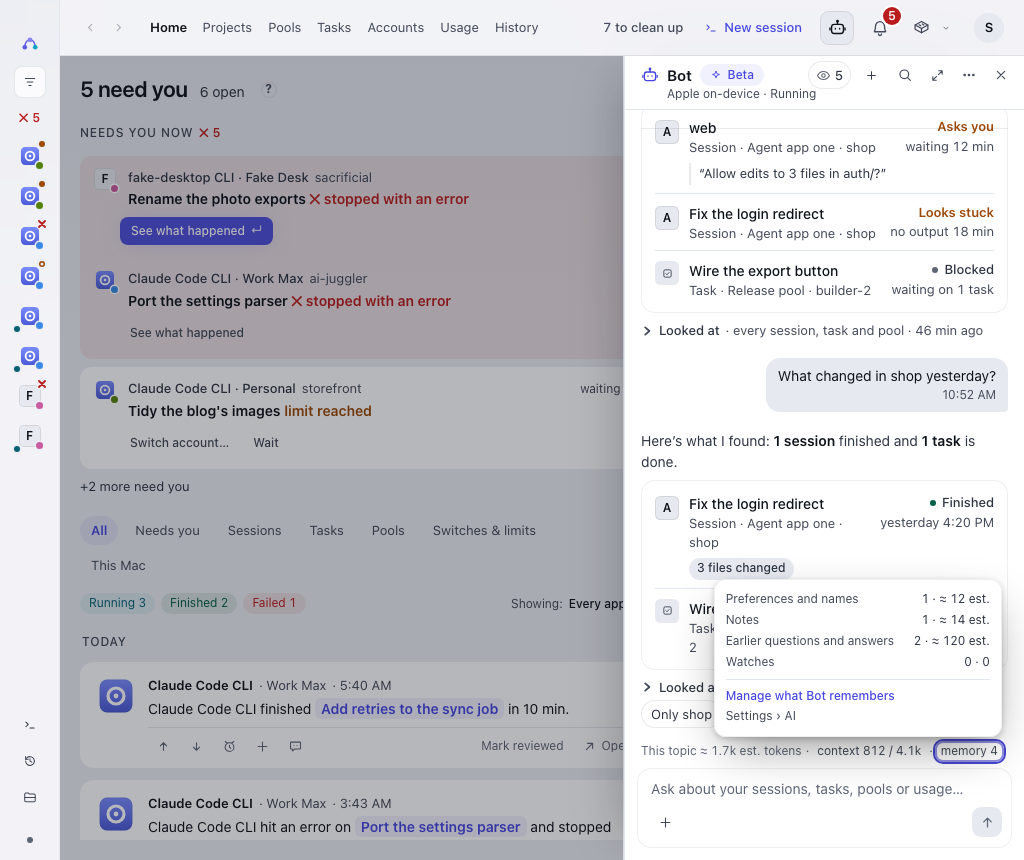 Home Projects Pools Tasks Accounts Usage History 7 to clean up New session 5 S
5
F
F
5 need you 6 open ?
NEEDS YOU NOW 5
F fake-desktop CLI · Fake Desk sacrificial
Rename the photo exports stopped with an error
See what happened
Claude Code CLI · Work Max ai-juggler
Port the settings parser stopped with an error
See what happened
Claude Code CLI · Personal storefront waiting
Tidy the blog's images limit reached
Switch account… Wait
+2 more need you
All Needs you Sessions Tasks Pools Switches & limits
This Mac
Running 3 Finished 2 Failed 1 Showing: Every app
TODAY
Claude Code CLI · Work Max · 5:40 AM
Claude Code CLI finished Add retries to the sync job in 10 min.
Mark reviewed Ope
Claude Code CLI · Work Max · 3:43 AM
Claude Code CLI hit an error on Port the settings parser and stopped
Bot Beta 5
Apple on-device · Running
A web Asks you
Session · Agent app one · shop waiting 12 min
“Allow edits to 3 files in auth/?”
A Fix the login redirect Looks stuck
Session · Agent app one · shop no output 18 min
Wire the export button Blocked
Task · Release pool · builder-2 waiting on 1 task
Looked at · every session, task and pool · 46 min ago
What changed in shop yesterday?
10:52 AM
Here’s what I found: 1 session finished and 1 task is
done.
A Fix the login redirect Finished
Session · Agent app one · yesterday 4:20 PM
shop
3 files changed
Wire
Task
2
Looked a
Only shop
Preferences and names 1 · ≈ 12 est.
Notes 1 · ≈ 14 est.
Earlier questions and answers 2 · ≈ 120 est.
Watches 0 · 0
Manage what Bot remembers
Settings › AI
This topic ≈ 1.7k est. tokens · context 812 / 4.1k · memory 4
Ask about your sessions, tasks, pools or usage…